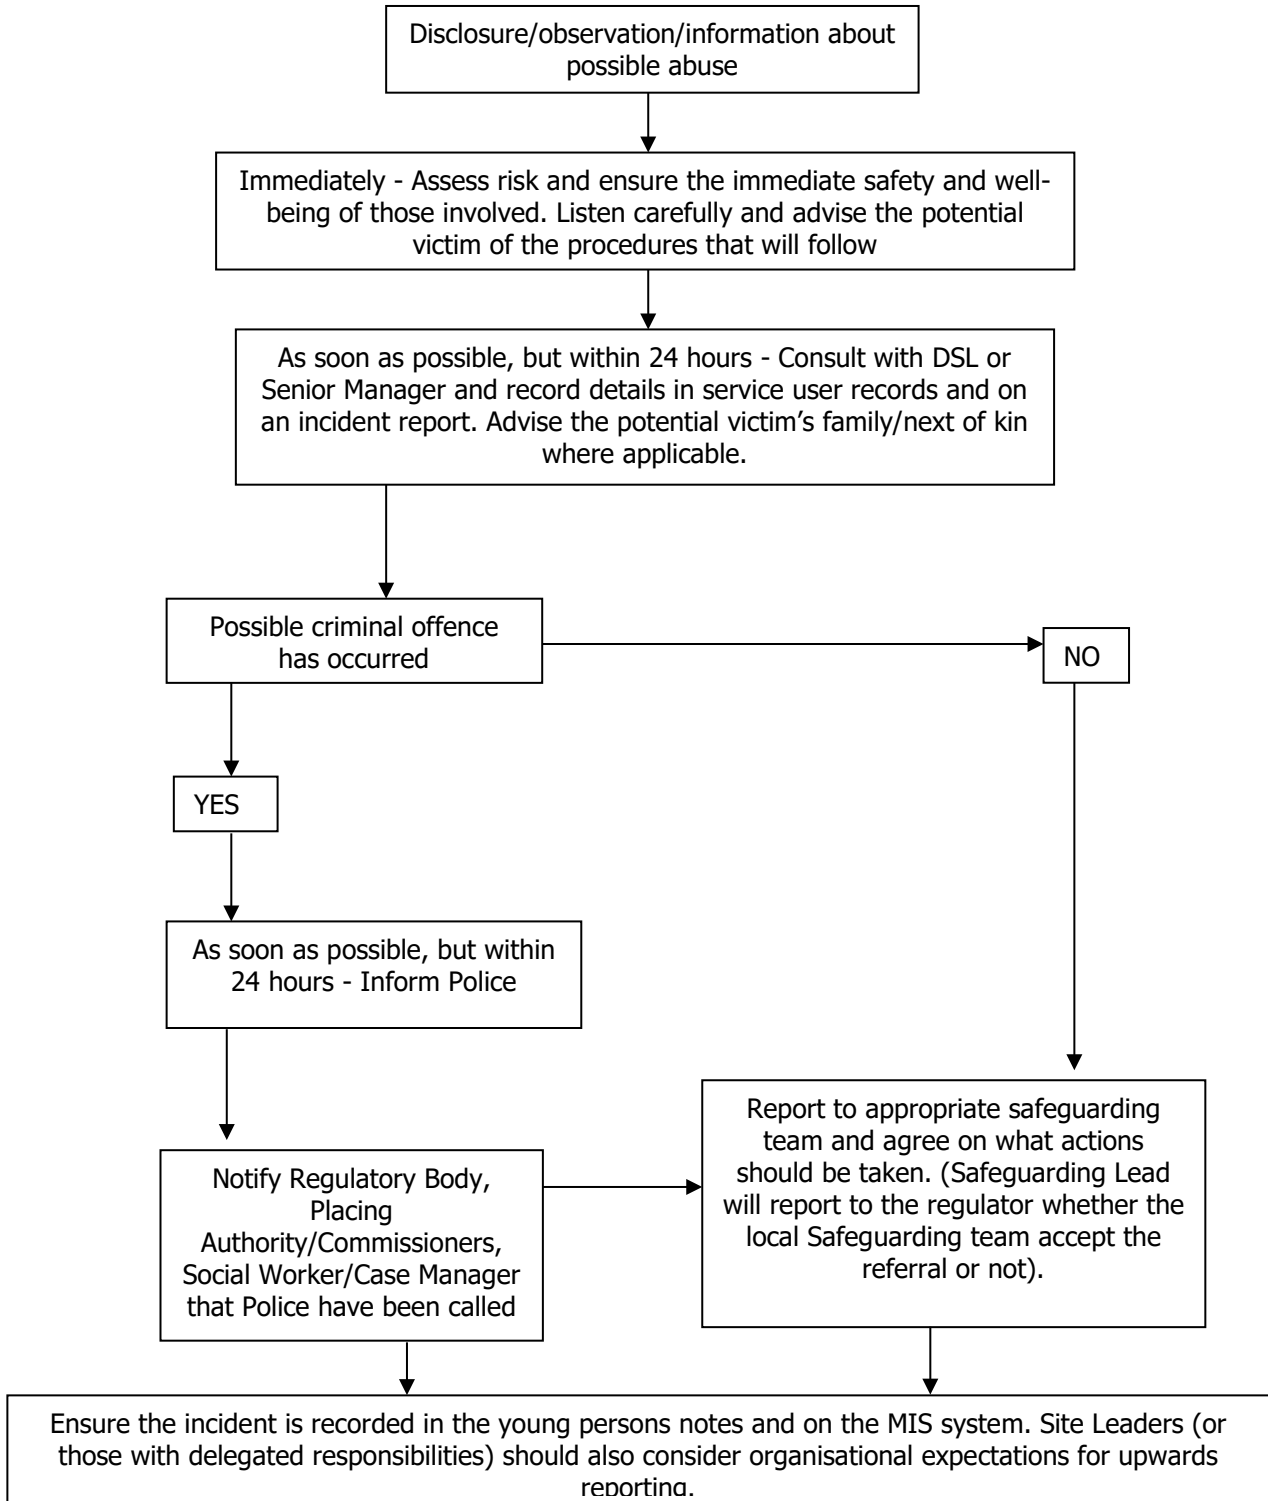 Disclosure/observation/information about
possible abuse
Immediately - Assess risk and ensure the immediate safety and well-
being of those involved. Listen carefully and advise the potential
victim of the procedures that will follow
As soon as possible, but within 24 hours - Consult with DSL or
Senior Manager and record details in service user records and on
an incident report. Advise the potential victim’s family/next of kin
where applicable.
Possible criminal offence
has occurred
NO
YES
As soon as possible, but within
24 hours - Inform Police
Notify Regulatory Body,
Placing
Authority/Commissioners,
Social Worker/Case Manager
that Police have been called
Report to appropriate safeguarding
team and agree on what actions
should be taken. (Safeguarding Lead
will report to the regulator whether the
local Safeguarding team accept the
referral or not).
Ensure the incident is recorded in the young persons notes and on the MIS system. Site Leaders (or
those with delegated responsibilities) should also consider organisational expectations for upwards
reporting.